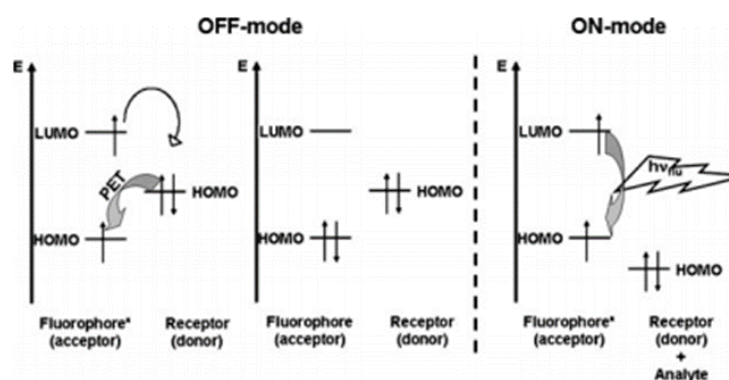 OFF-mode
ON-mode
E
LUMO
PET
HOMO
HOMO
Fluorophore*
(acceptor)
Receptor
(donor)
E
LUMO
HOMO
HOMO
Fluorophore
(acceptor)
Receptor
(donor)
E
LUMO
hνflu
HOMO
HOMO
Fluorophore*
(acceptor)
Receptor
(donor)
+
Analyte